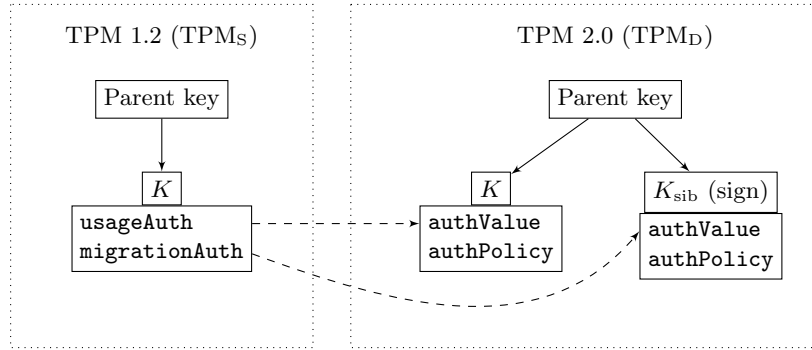 TPM 1.2 (TPMS)
Parent key
K
usageAuth
migrationAuth
TPM 2.0 (TPMD)
Parent key
K
authValue
authPolicy
Ksib (sign)
authValue
authPolicy